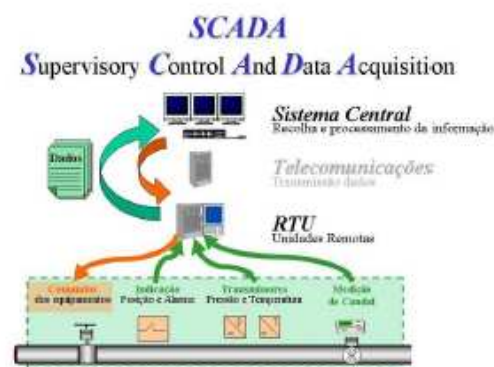 SCADA
Supervisory Control And Data Acquisition
Sistema Central
Recolha e processamento da informação
Dados
Telecomunicações
Transmissão dados
RTU
Unidades Remotas
Comandos
dos equipamentos
Indicação
Posição e Alarme
Transmissores
Pressão e Temperatura
Medição
de Caudal